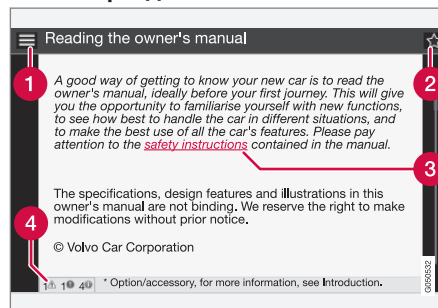 Reading the owner's manual
1
2
A good way of getting to know your new car is to read the
owner's manual, ideally before your first journey. This will give
you the opportunity to familiarise yourself with new functions,
to see how best to handle the car in different situations, and
to make the best use of all the car's features. Please pay
attention to the safety instructions contained in the manual.
3
The specifications, design features and illustrations in this
owner's manual are not binding. We reserve the right to make
modifications without prior notice.
4
© Volvo Car Corporation
1 1 4 * Option/accessory, for more information, see Introduction.
G050532